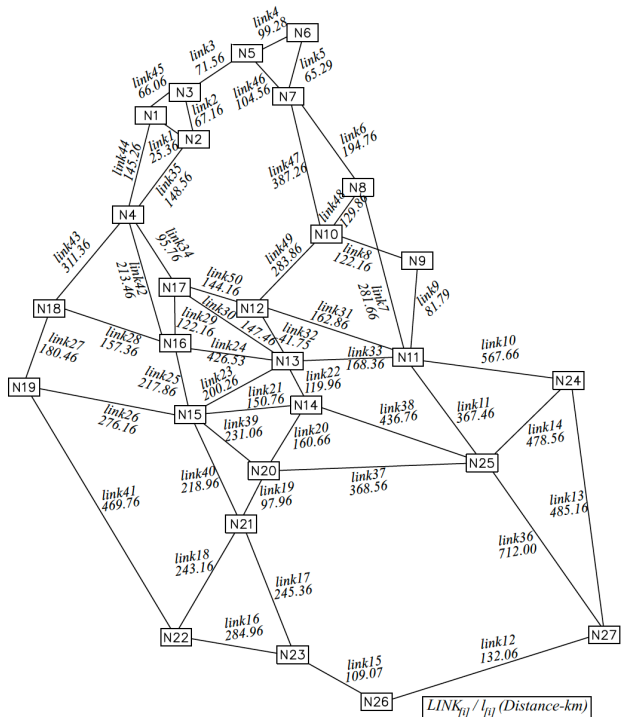 link4
99.28
N6
link3
71.56
N5
link5
65.29
link45
66.06
N3
link46
104.56
N7
link2
67.16
N1
link1
25.36
N2
link6
194.76
link44
145.26
link35
148.56
link47
387.26
N8
link48
129.86
N4
link34
95.76
N10
link49
283.86
link8
122.16
N9
link43
311.36
link42
213.46
link7
281.66
link9
81.79
link50
144.16
N17
link30
147.46
link31
162.86
N18
link29
122.16
N12
link32
41.75
link10
567.66
link27
180.46
link28
157.36
N16
link24
426.53
N13
link33
168.36
N11
link25
217.86
link23
200.26
link22
119.96
N24
N19
link21
150.76
N14
link38
436.76
link11
367.46
link14
478.56
link26
276.16
N15
link39
231.06
link20
160.66
N20
link37
368.56
N25
link41
469.76
link40
218.96
link19
97.96
link13
485.16
N21
link36
712.00
link18
243.16
link17
245.36
N22
link16
284.96
N23
N27
link12
132.06
link15
109.07
N26
LINK[i] / l[i] (Distance-km)